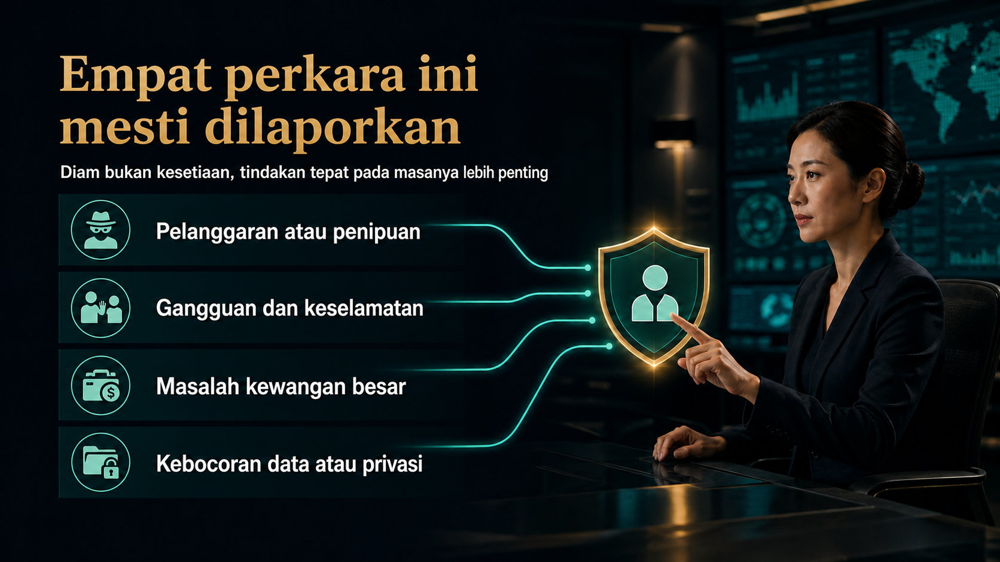 Empat perkara ini
mesti dilaporkan
Diam bukan kesetiaan, tindakan tepat pada masanya lebih penting
Pelanggaran atau penipuan
Gangguan dan keselamatan
Masalah kewangan besar
$
Kebocoran data atau privasi